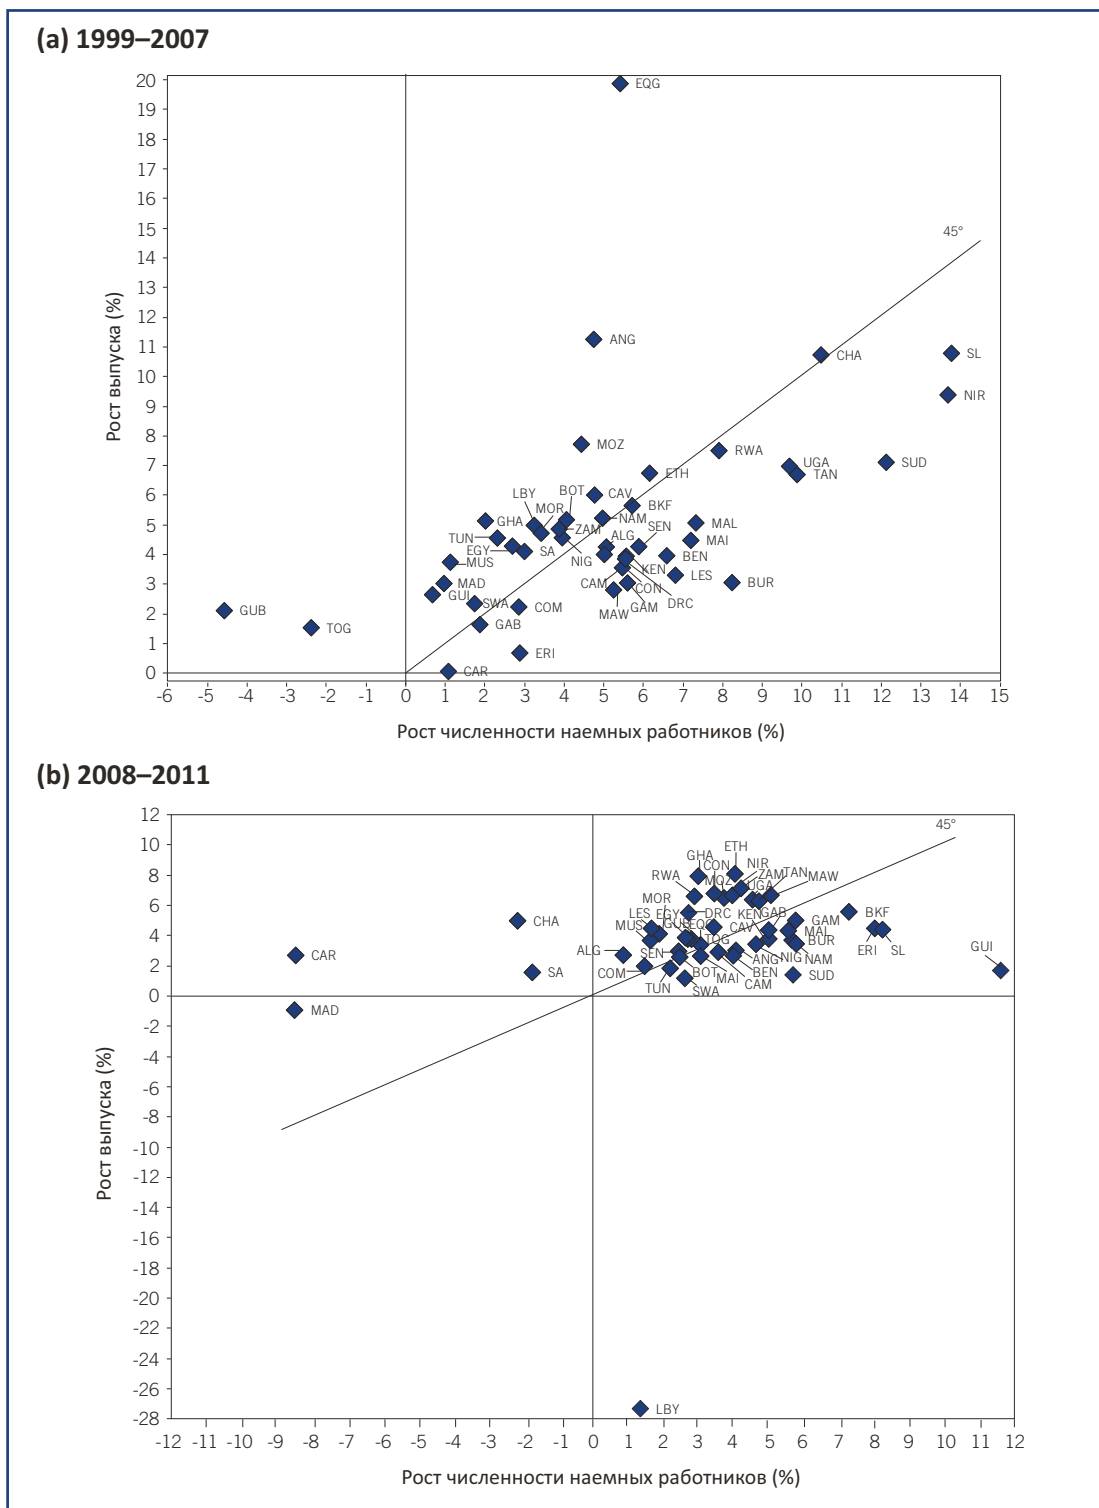 (a) 1999–2007
20
19
18
17
16
15
14
13
12
11
10
9
8
7
6
5
4
3
2
1
0
Рост выпуска (%)
EQG
45°
ANG
CHA
SL
NIR
MOZ
RWA
ETH
UGA
TAN
SUD
LBY
BOT
CAV
BKF
MOR
GHA
NAM
MAL
TUN
ZAM
ALG
SEN
MAI
EGY
SA
NIG
BEN
MUS
KEN
LES
MAD
CAM
CON
BUR
GUI
SWA
COM
MAW
GAM
DRC
GUB
TOG
GAB
ERI
CAR
-6 -5 -4 -3 -2 -1 0 1 2 3 4 5 6 7 8 9 10 11 12 13 14 15
Рост численности наемных работников (%)
(b) 2008–2011
12
10
8
6
4
2
0
-2
-4
-6
-8
-10
-12
-14
-16
-18
-20
-22
-24
-26
-28
Рост выпуска (%)
45°
ETH
GHA
CON
NIR
RWA
MOZ
ZAM
TAN
MAW
UGA
MOR
LES
EGY
DRC
KEN
GAB
GAM
BKF
CHA
MUS
GUB
EQG
CAV
MAL
TOG
BUR
ALG
SEN
ANG
NIG
NAM
ERI
SL
GUI
CAR
SA
COM
BOT
MAI
BEN
SUD
TUN
SWA
CAM
MAD
LBY
-12 -11 -10 -9 -8 -7 -6 -5 -4 -3 -2 -1 0 1 2 3 4 5 6 7 8 9 10 11 12
Рост численности наемных работников (%)